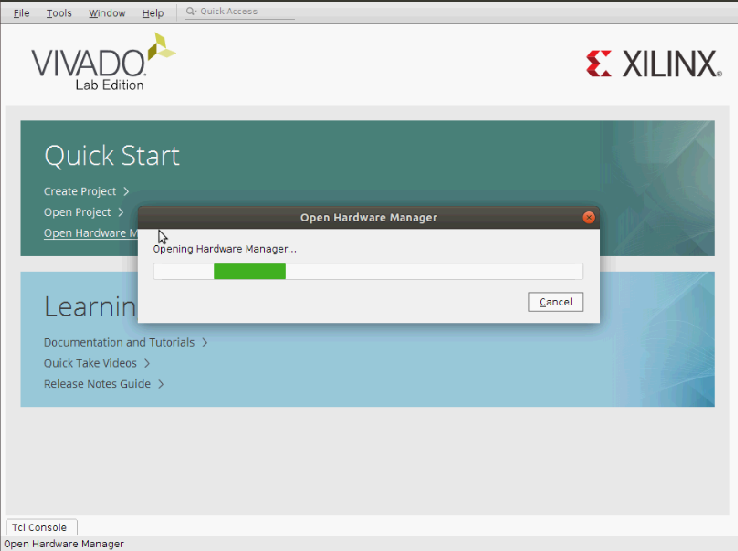 File Tools Window Help Quick Access
VIVADO
Lab Edition
XILINX
Quick Start
Create Project >
Open Project >
Open Hardware M
Open Hardware Manager
Opening Hardware Manager...
Cancel
Learnin
Documentation and Tutorials >
Quick Take Videos >
Release Notes Guide >
Tcl Console
Open Hardware Manager